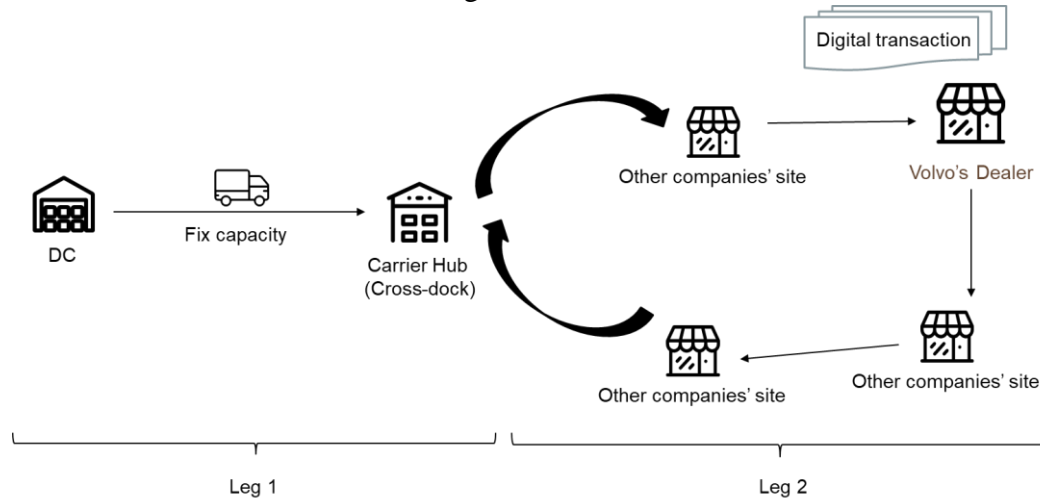 Digital transaction
Other companies' site
Volvo's Dealer
Fix capacity
DC
Carrier Hub
(Cross-dock)
Other companies' site
Other companies' site
Leg 1
Leg 2